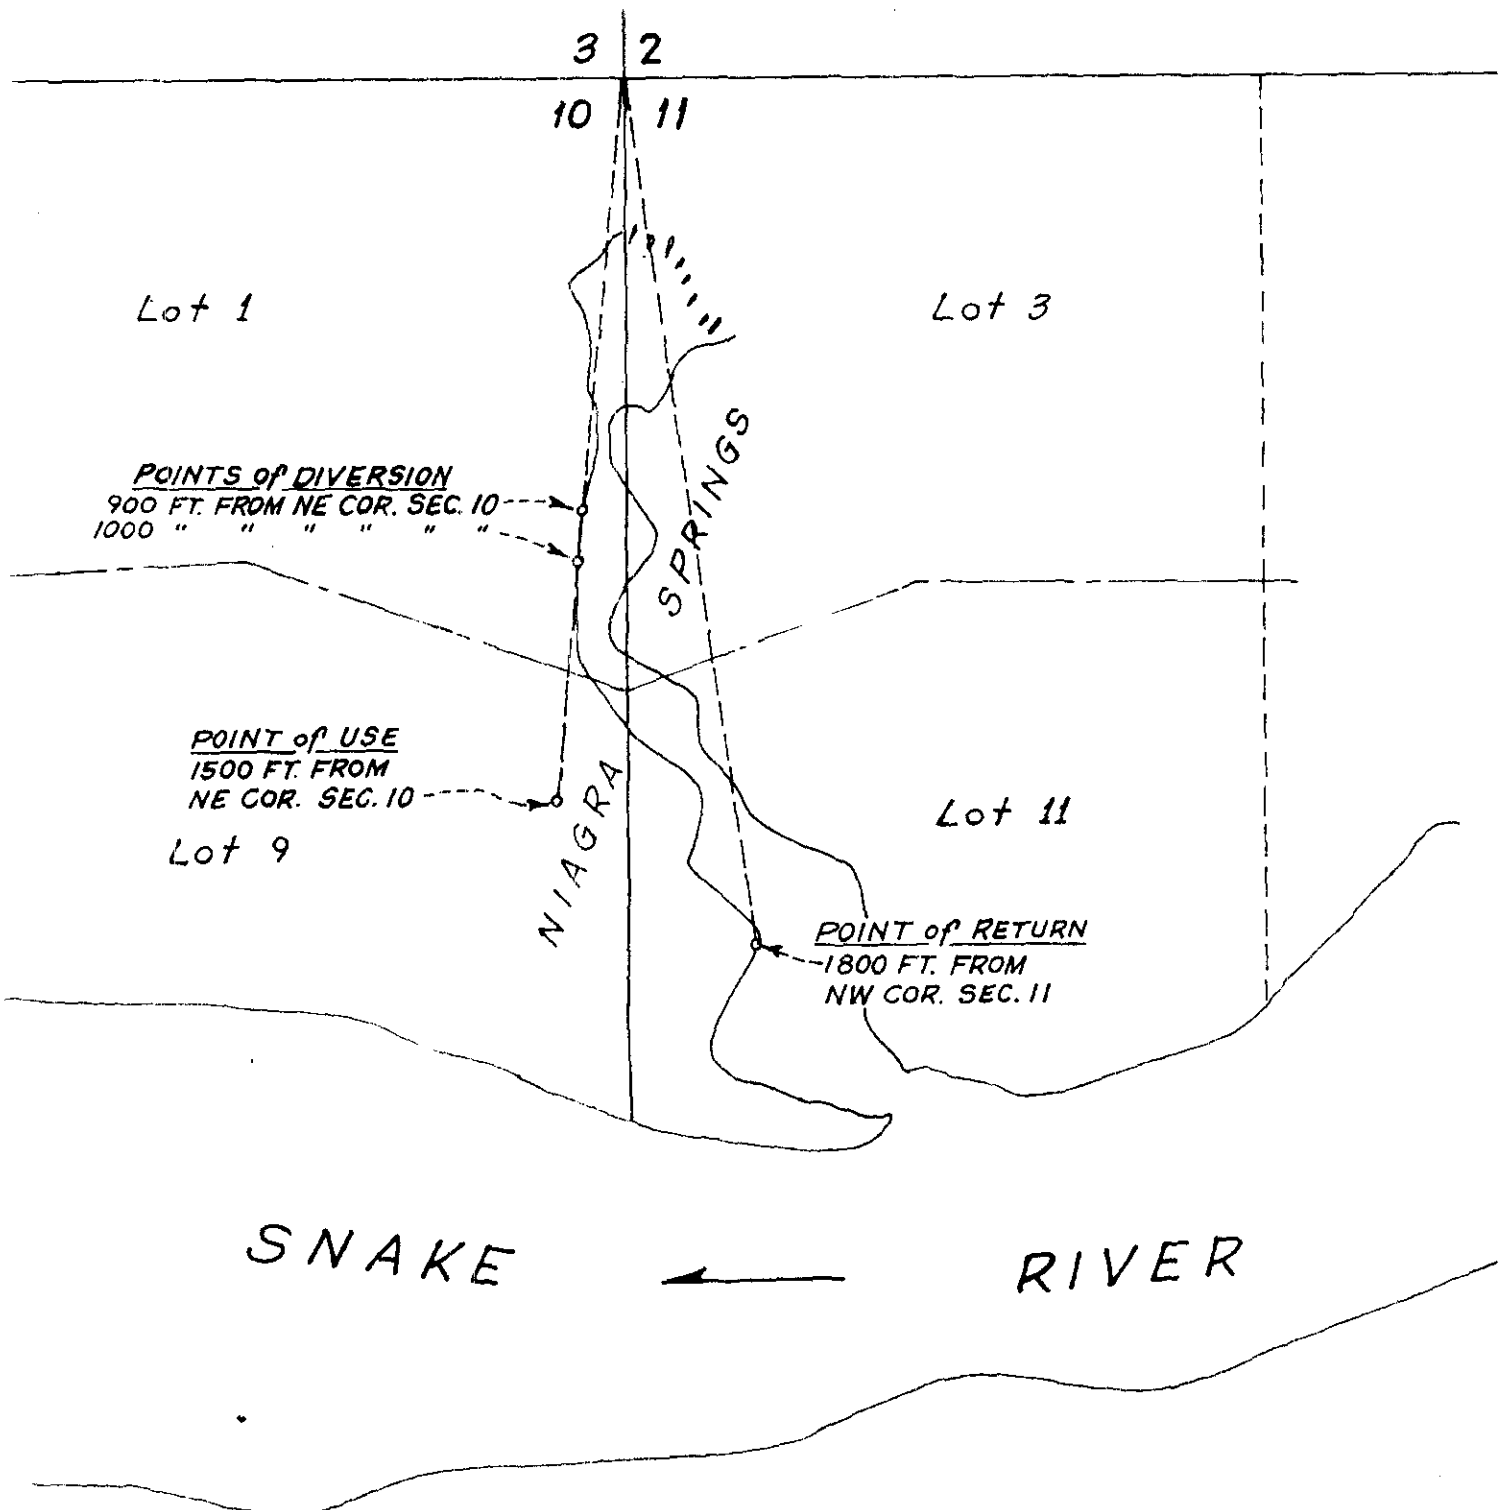 3 2
10 11
Lot 1
Lot 3
POINTS of DIVERSION
900 FT. FROM NE COR. SEC. 10
1000 " " " " " "
SPRINGS
POINT of USE
1500 FT. FROM
NE COR. SEC. 10
Lot 9
NIAGRA
Lot 11
POINT of RETURN
1800 FT. FROM
NW COR. SEC. 11
SNAKE RIVER